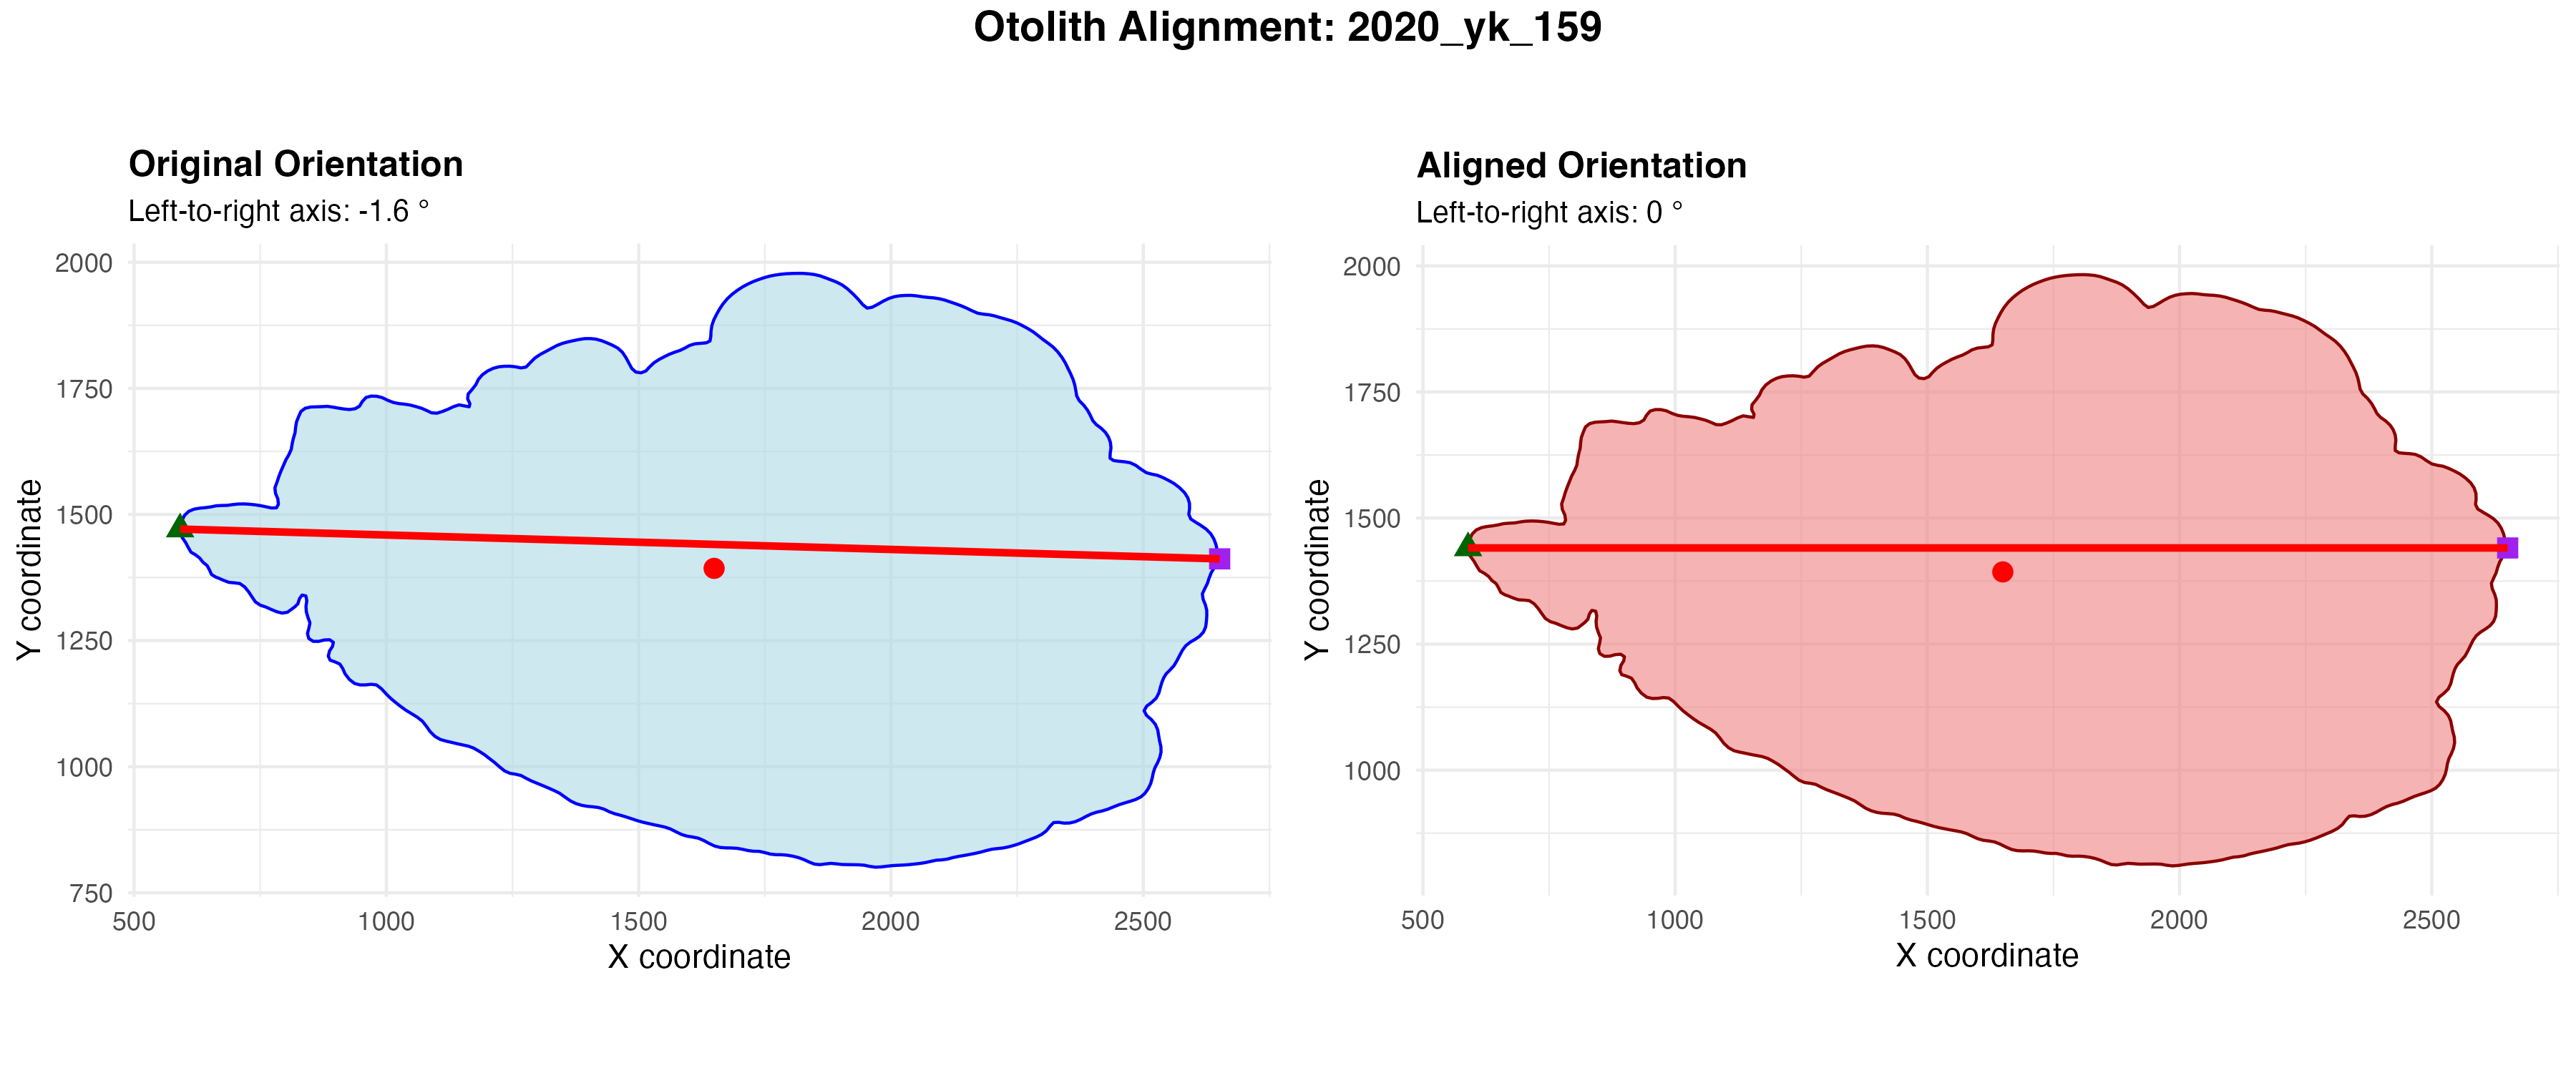 Otolith Alignment: 2020_yk_159
Original Orientation
Left-to-right axis: -1.6 °
2000
1750
1500
1250
1000
750
Y coordinate
500 1000 1500 2000 2500
X coordinate
Aligned Orientation
Left-to-right axis: 0 °
2000
1750
1500
1250
1000
Y coordinate
500 1000 1500 2000 2500
X coordinate